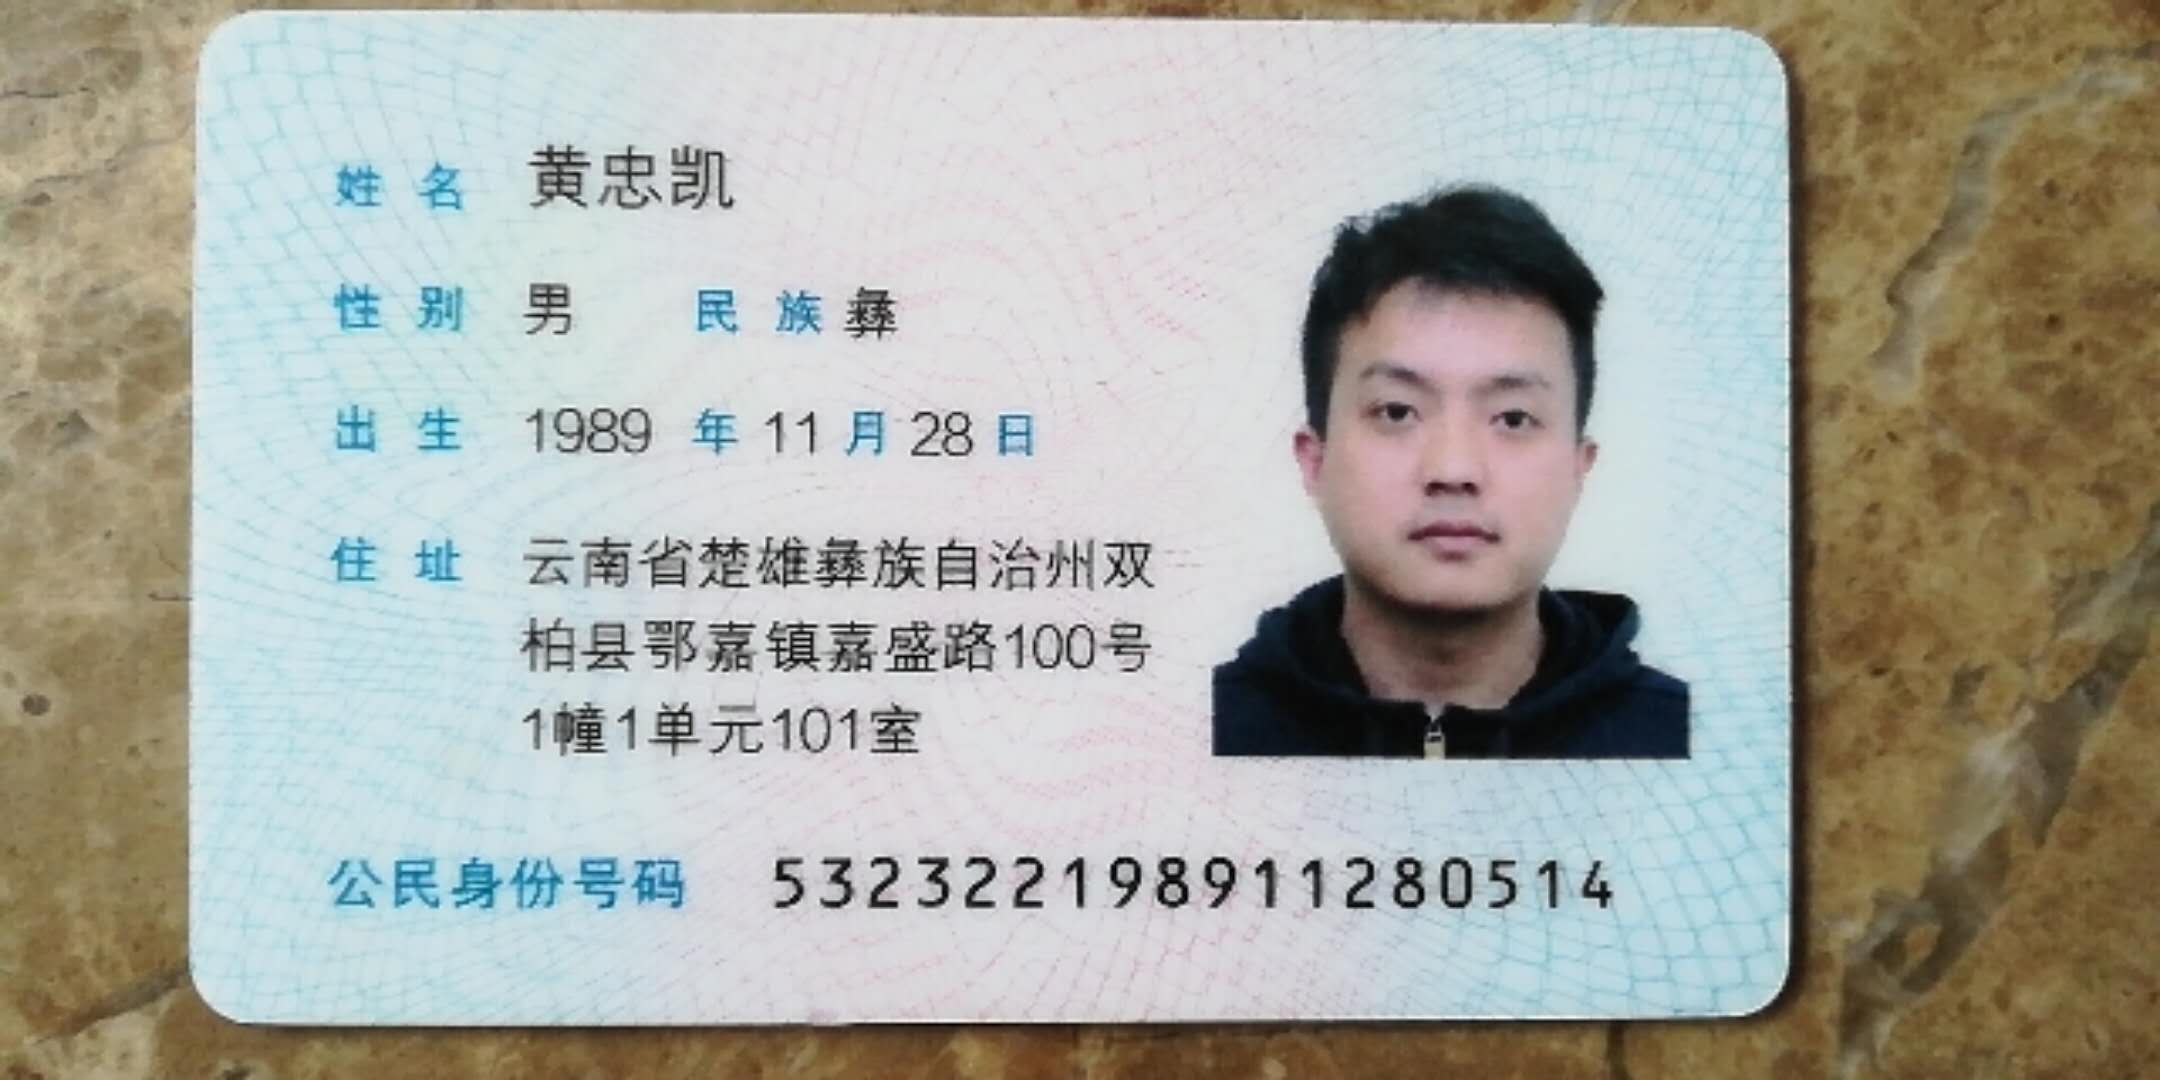 姓名 黄忠凯
性别 男 民族 彝
出生 1989 年 11 月 28 日
住址 云南省楚雄彝族自治州双
柏县鄂嘉镇嘉盛路100号
1幢1单元101室
公民身份号码 532322198911280514